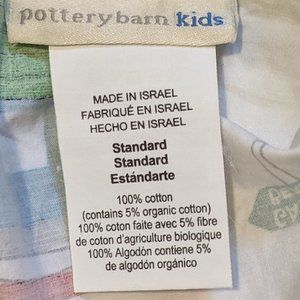 potterybarn kids
MADE IN ISRAEL
FABRIQUÉ EN ISRAEL
HECHO EN ISRAEL
Standard
Standard
Estándarte
100% cotton
(contains 5% organic cotton)
100% coton faite avec 5% fibre
de coton d'agriculture biologique
100% Algodón contiene 5%
de algodón orgánico